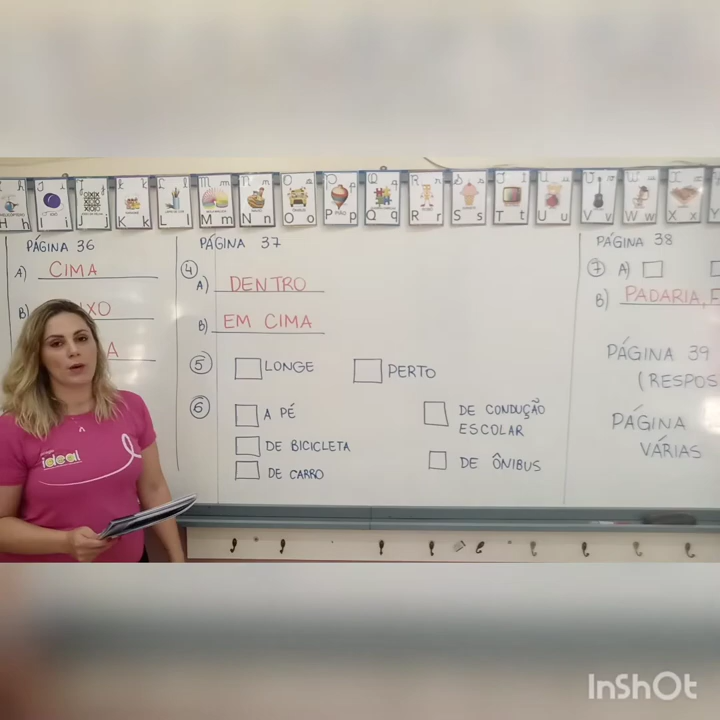 H h I i J j K k L l M m N n O o P p Q q R r S s T t U u V v W w X x
PÁGINA 36
A) CIMA
B) XO
A
PÁGINA 37
4
A) DENTRO
B) EM CIMA
5 LONGE PERTO
6 A PÉ
DE BICICLETA
DE CARRO
DE CONDUÇÃO
ESCOLAR
DE ÔNIBUS
PÁGINA 38
7 A)
B) PADARIA,
PÁGINA 39
(RESPOS
PÁGINA
VÁRIAS
ideal
InShOt